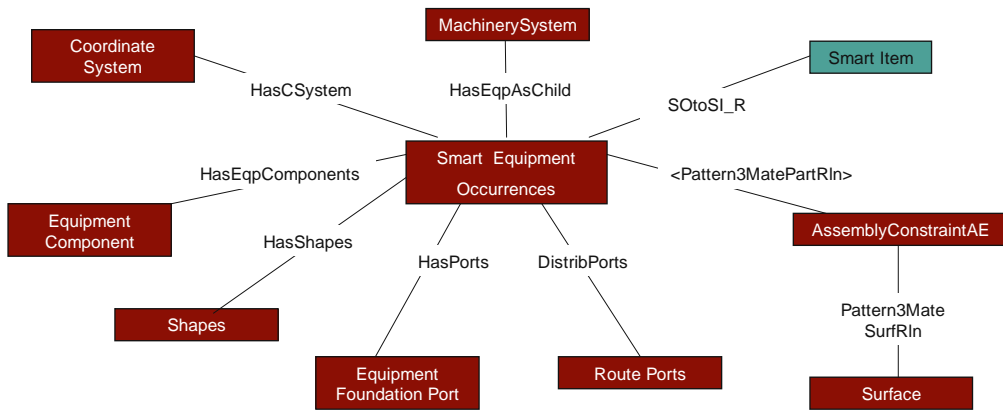 MachinerySystem
Coordinate
System
Smart Item
HasCSystem
HasEqpAsChild
SOtoSI_R
Smart Equipment
Occurrences
HasEqpComponents
<Pattern3MatePartRln>
Equipment
Component
AssemblyConstraintAE
HasShapes
HasPorts
DistribPorts
Pattern3Mate
SurfRln
Shapes
Equipment
Foundation Port
Route Ports
Surface